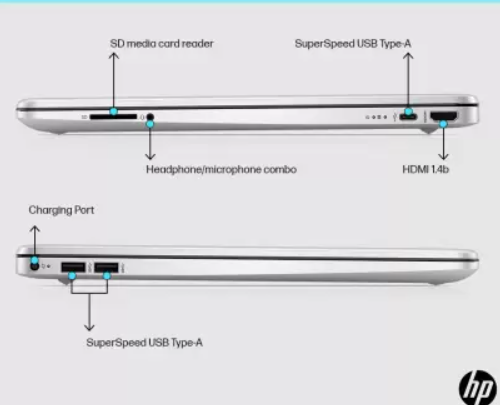 SD media card reader
SuperSpeed USB Type-A
Headphone/microphone combo
HDMI 1.4b
Charging Port
SuperSpeed USB Type-A
hp